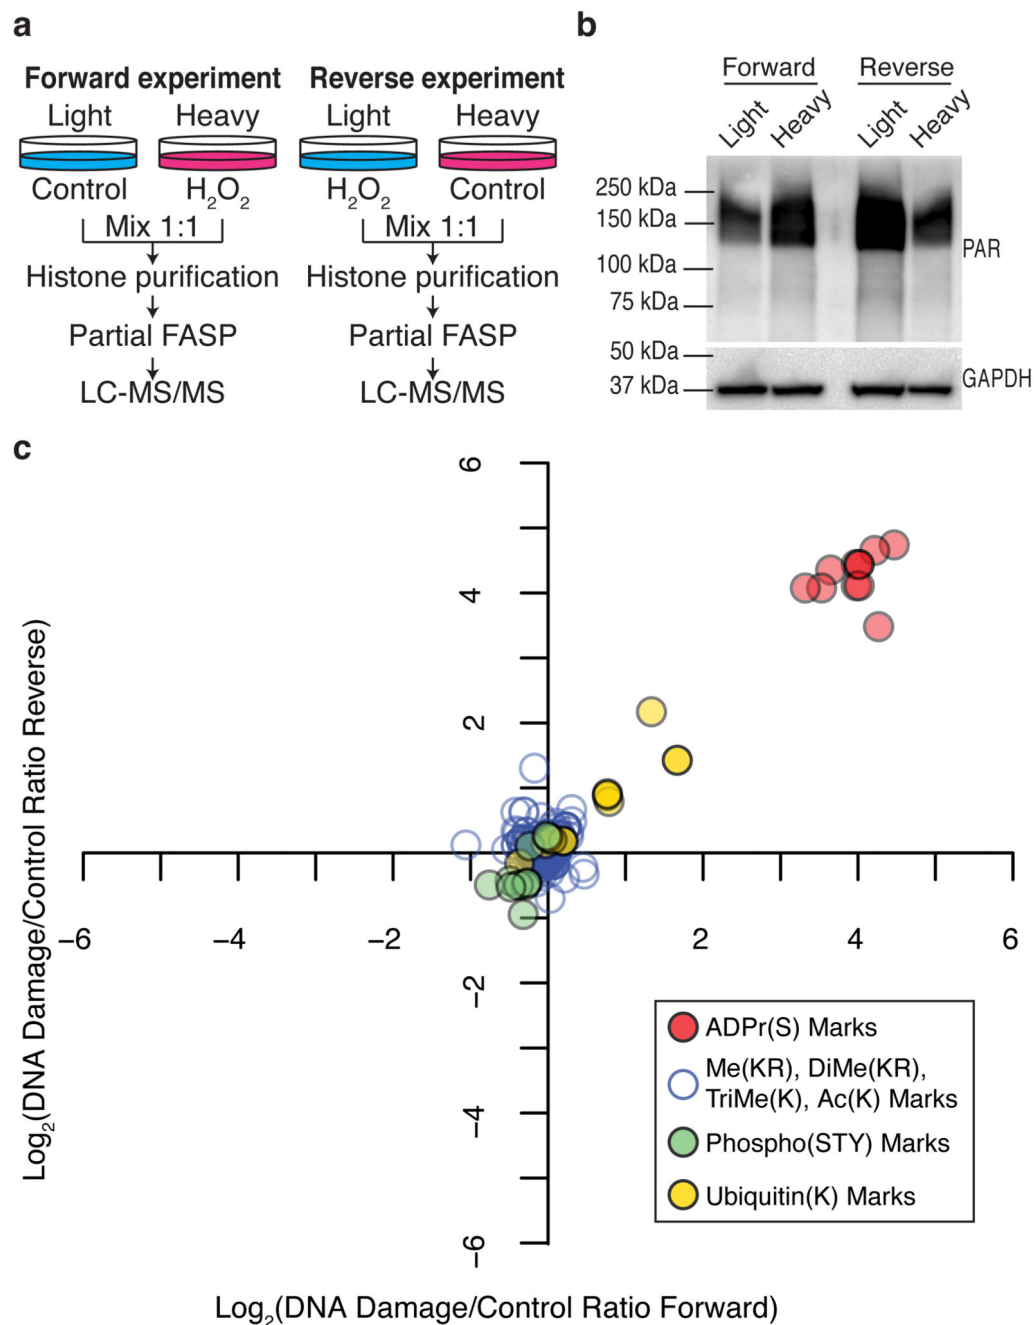 a
Forward experiment
Light Heavy
Control H₂O₂
Mix 1:1
Histone purification
Partial FASP
LC-MS/MS
Reverse experiment
Light Heavy
H₂O₂ Control
Mix 1:1
Histone purification
Partial FASP
LC-MS/MS
b
Forward Reverse
Light Heavy Light Heavy
250 kDa
150 kDa
100 kDa
75 kDa
50 kDa
37 kDa
PAR
GAPDH
c
Log₂(DNA Damage/Control Ratio Reverse)
6
4
2
−2
−4
−6
−6 −4 −2 2 4 6
ADPr(S) Marks
Me(KR), DiMe(KR),
TriMe(K), Ac(K) Marks
Phospho(STY) Marks
Ubiquitin(K) Marks
Log₂(DNA Damage/Control Ratio Forward)